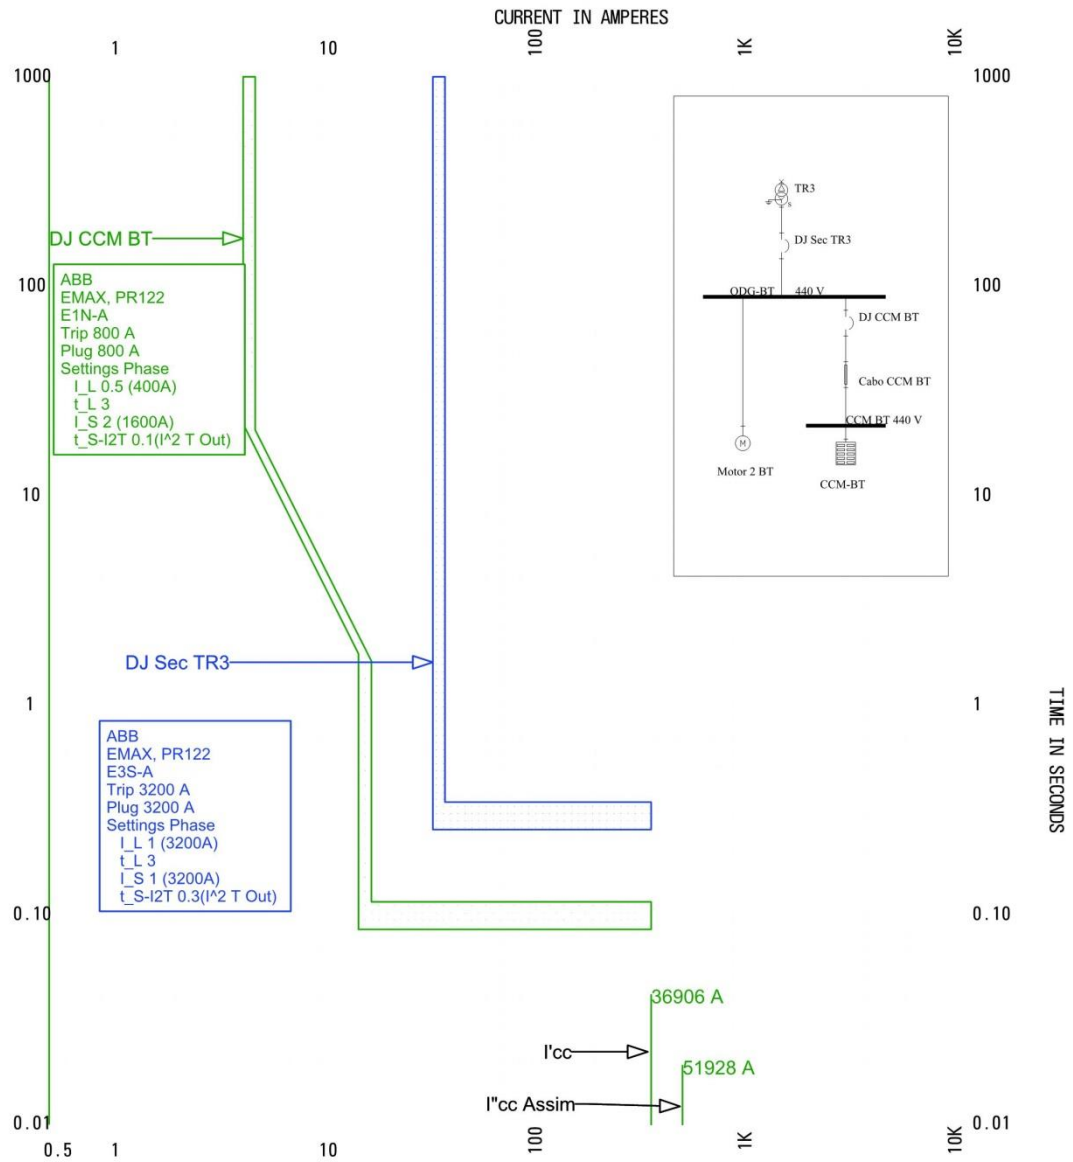 CURRENT IN AMPERES
1 10 100 1K 10K
1000 1000
TR3
S
DJ Sec TR3
DJ CCM BT
100 100
QDG-BT 440 V
DJ CCM BT
ABB
EMAX, PR122
E1N-A
Trip 800 A
Plug 800 A
Settings Phase
I_L 0.5 (400A)
t_L 3
I_S 2 (1600A)
t_S-I2T 0.1(I^2 T Out)
Cabo CCM BT
CCM BT 440 V
M
Motor 2 BT
CCM-BT
10 10
DJ Sec TR3
1 1
TIME IN SECONDS
ABB
EMAX, PR122
E3S-A
Trip 3200 A
Plug 3200 A
Settings Phase
I_L 1 (3200A)
t_L 3
I_S 1 (3200A)
t_S-I2T 0.3(I^2 T Out)
0.10 0.10
36906 A
I'cc
51928 A
I"cc Assim
0.01 0.01
0.5 1 10 100 1K 10K